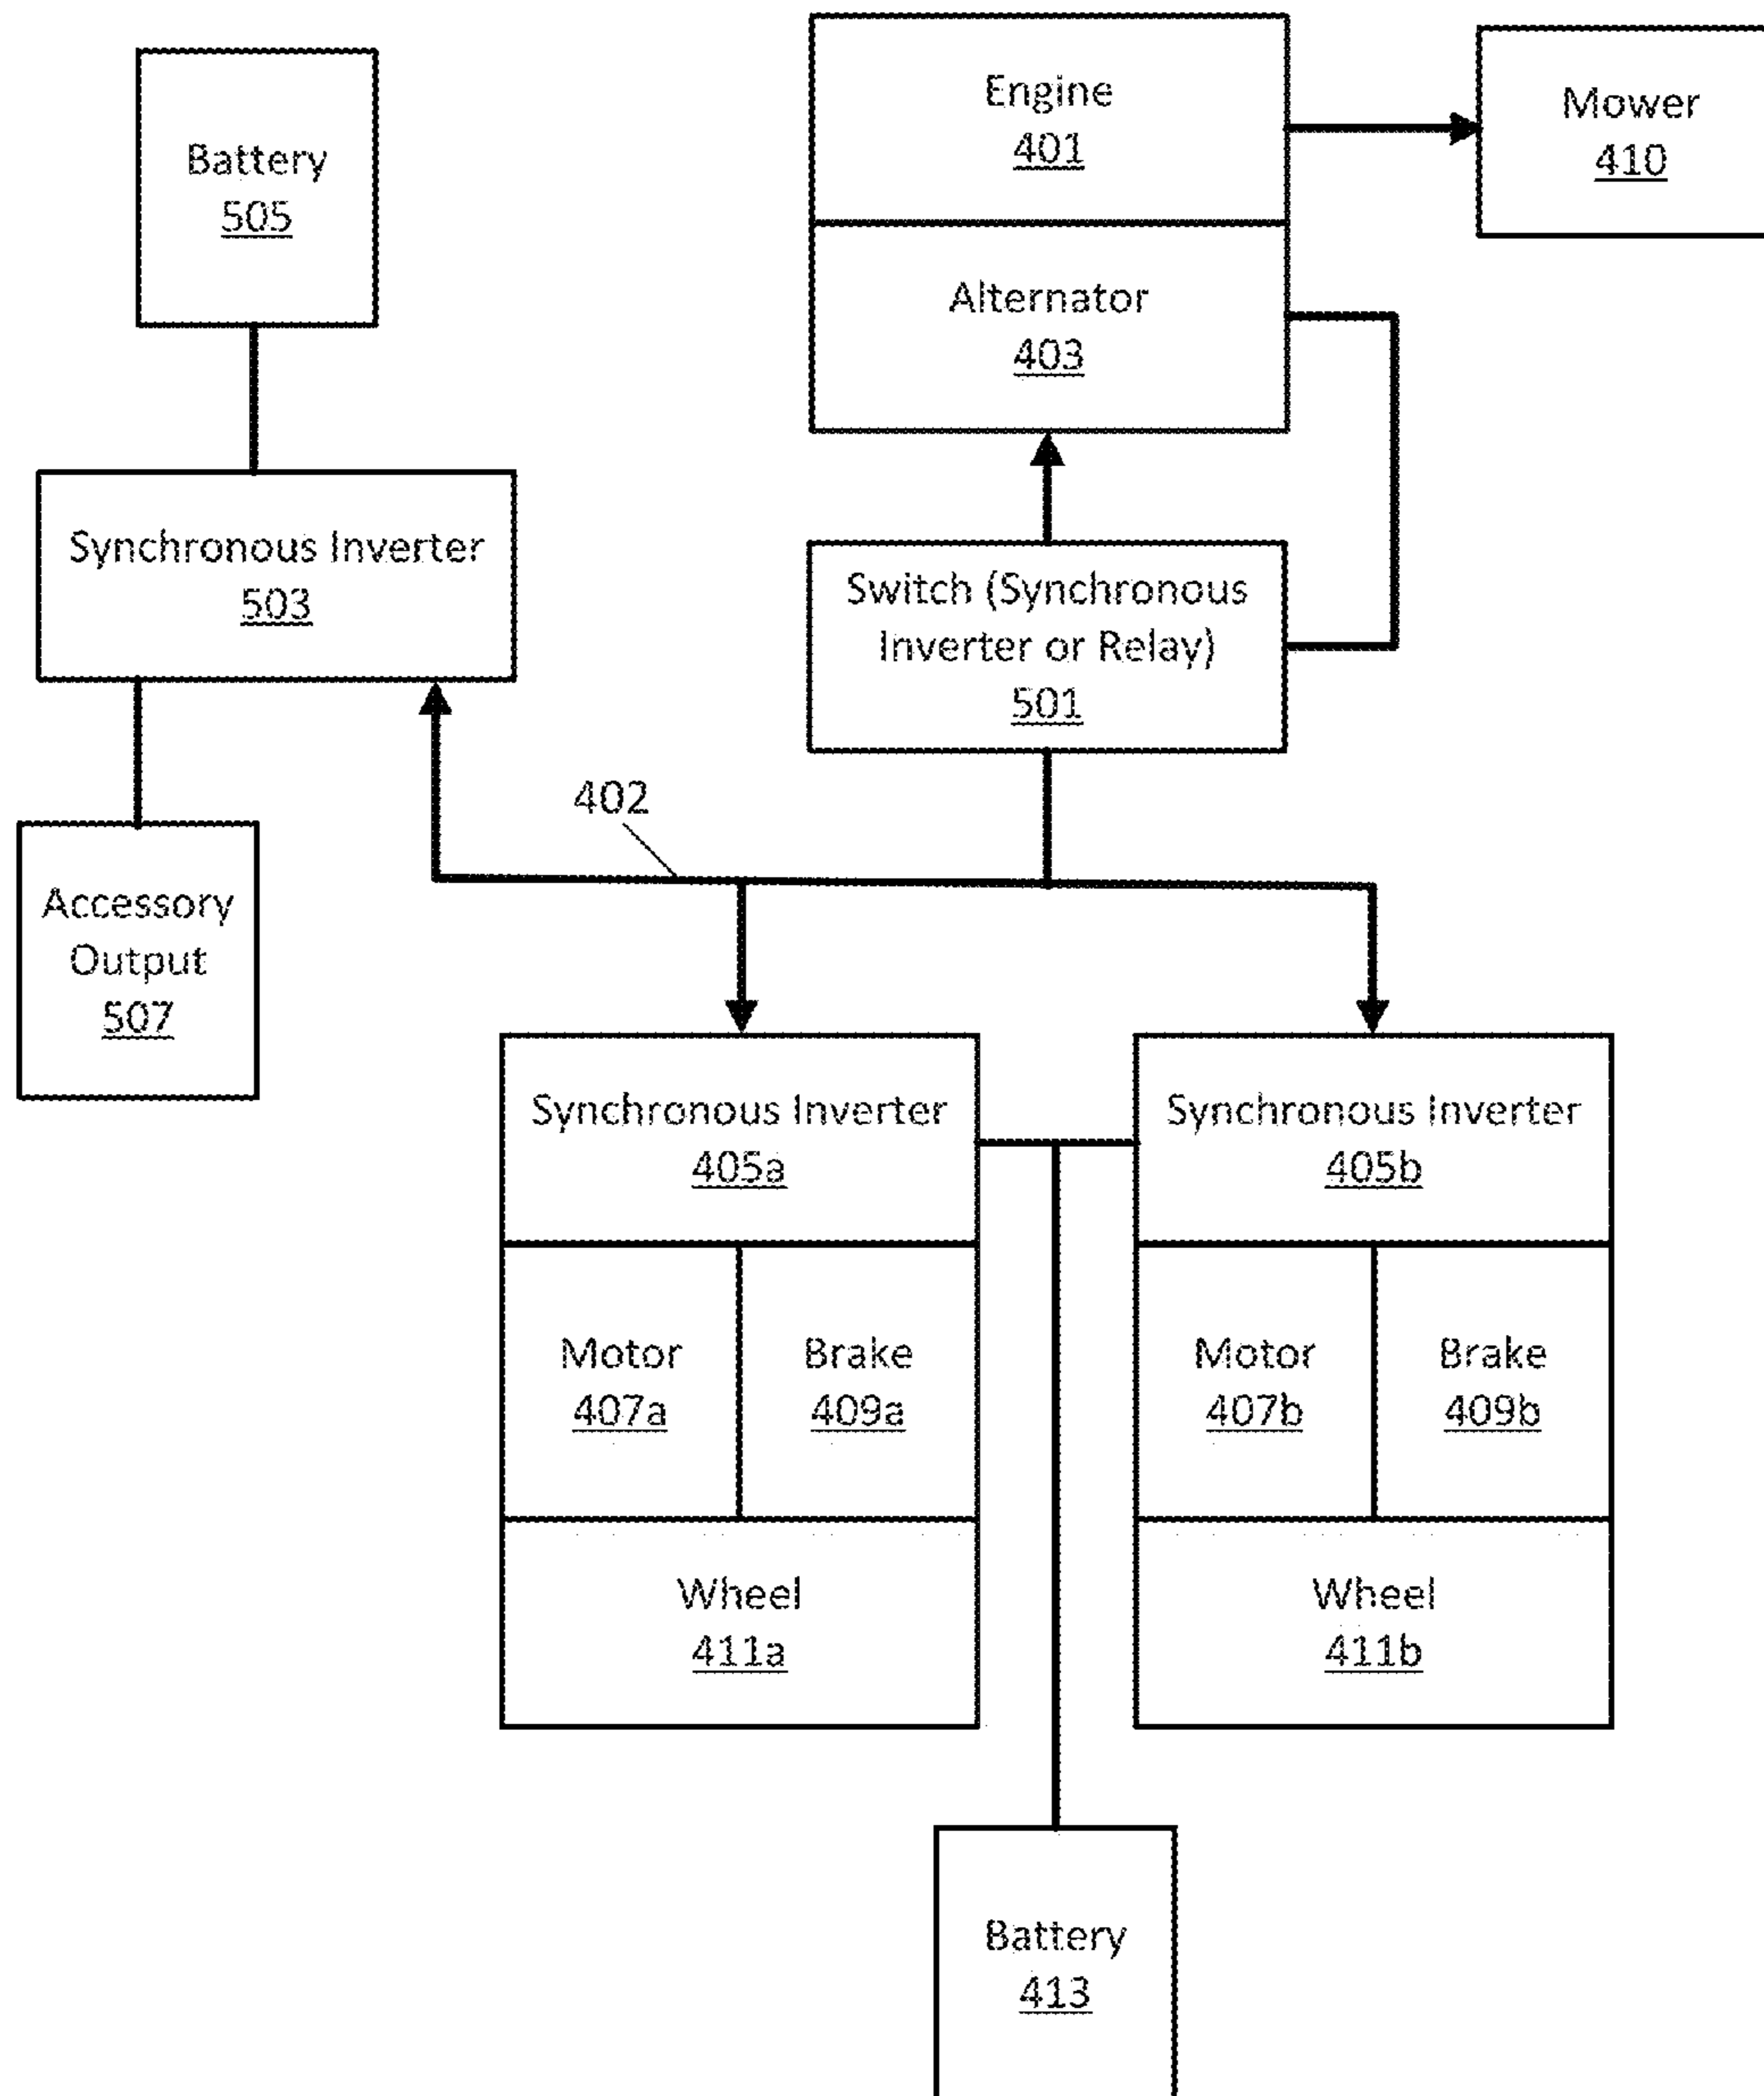 Engine
401
Mower
410
Battery
505
Alternator
403
Synchronous Inverter
503
Switch (Synchronous
Inverter or Relay)
501
402
Accessory
Output
507
Synchronous Inverter
405a
Synchronous Inverter
405b
Motor
407a
Brake
409a
Motor
407b
Brake
409b
Wheel
411a
Wheel
411b
Battery
413